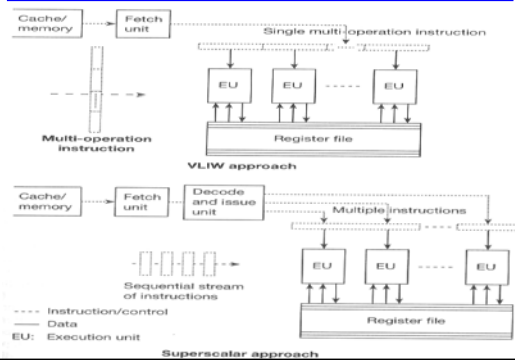 Cache/
memory
Fetch
unit
Single multi-operation instruction
EU
EU
EU
Multi-operation
instruction
Register file
VLIW approach
Cache/
memory
Fetch
unit
Decode
and issue
unit
Multiple instructions
EU
EU
EU
Sequential stream
of instructions
Instruction/control
Data
EU: Execution unit
Register file
Superscalar approach